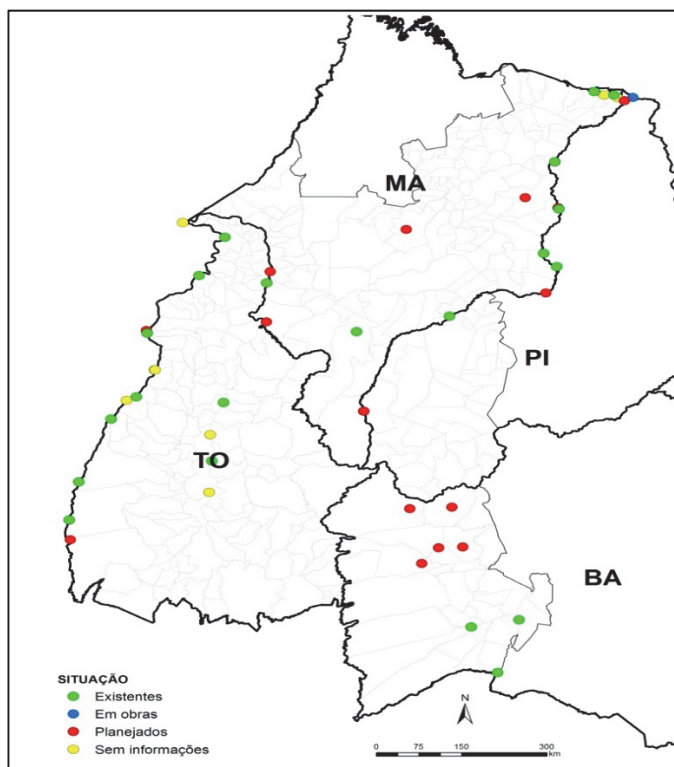 MA
PI
TO
BA
SITUAÇÃO
Existentes
Em obras
Planejados
Sem informações
N
0 75 150 300
km